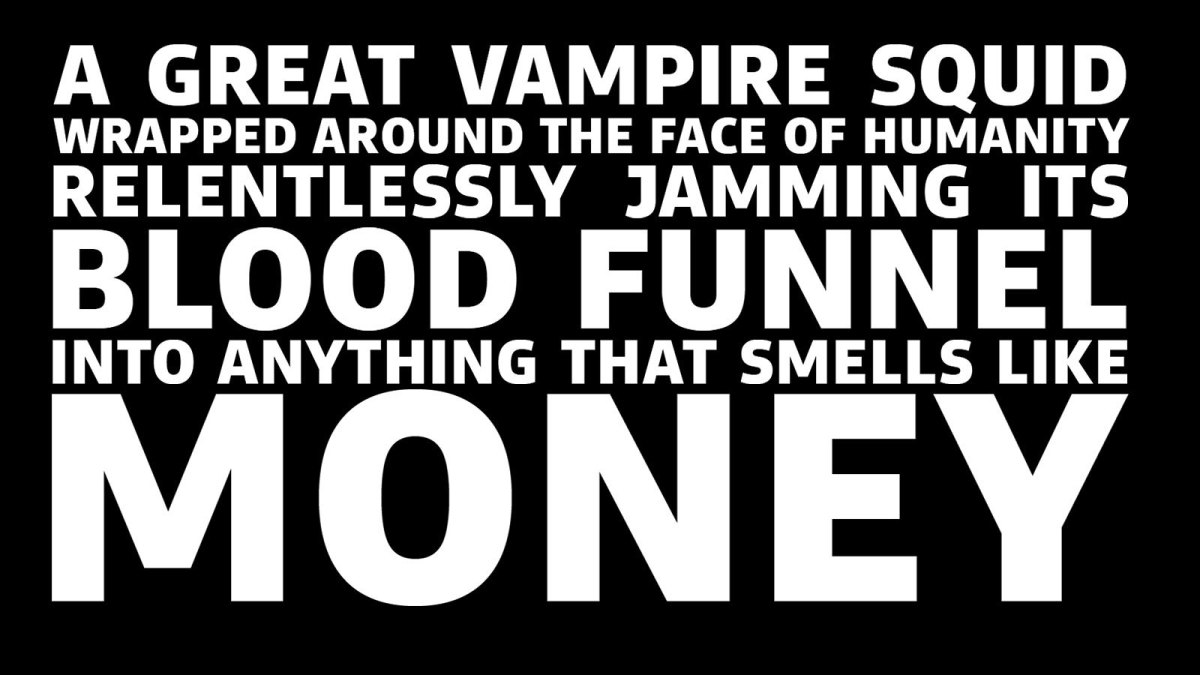 A GREAT VAMPIRE SQUID
WRAPPED AROUND THE FACE OF HUMANITY
RELENTLESSLY JAMMING ITS
BLOOD FUNNEL
INTO ANYTHING THAT SMELLS LIKE
MONEY